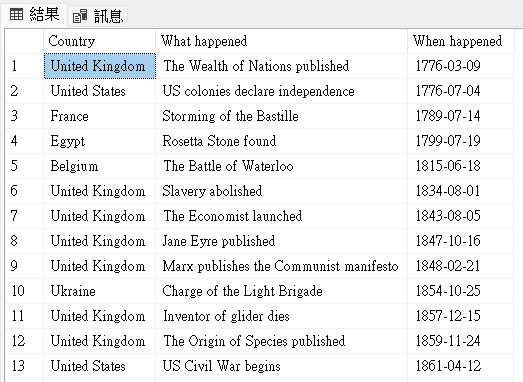 結果 訊息
Country What happened When happened
1 United Kingdom The Wealth of Nations published 1776-03-09
2 United States US colonies declare independence 1776-07-04
3 France Storming of the Bastille 1789-07-14
4 Egypt Rosetta Stone found 1799-07-19
5 Belgium The Battle of Waterloo 1815-06-18
6 United Kingdom Slavery abolished 1834-08-01
7 United Kingdom The Economist launched 1843-08-05
8 United Kingdom Jane Eyre published 1847-10-16
9 United Kingdom Marx publishes the Communist manifesto 1848-02-21
10 Ukraine Charge of the Light Brigade 1854-10-25
11 United Kingdom Inventor of glider dies 1857-12-15
12 United Kingdom The Origin of Species published 1859-11-24
13 United States US Civil War begins 1861-04-12